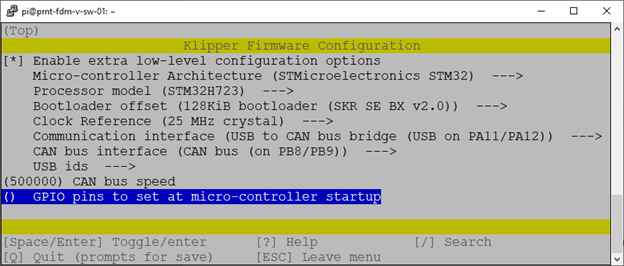 pi@prnt-fdm-v-sw-01: ~
(Top)
Klipper Firmware Configuration
[*] Enable extra low-level configuration options
Micro-controller Architecture (STMicroelectronics STM32)  --->
Processor model (STM32H723)  --->
Bootloader offset (128KiB bootloader (SKR SE BX v2.0))  --->
Clock Reference (25 MHz crystal)  --->
Communication interface (USB to CAN bus bridge (USB on PA11/PA12))  --->
CAN bus interface (CAN bus (on PB8/PB9))  --->
USB ids  --->
(500000) CAN bus speed
()  GPIO pins to set at micro-controller startup
[Space/Enter] Toggle/enter      [?] Help      [/] Search
[Q] Quit (prompts for save)     [ESC] Leave menu